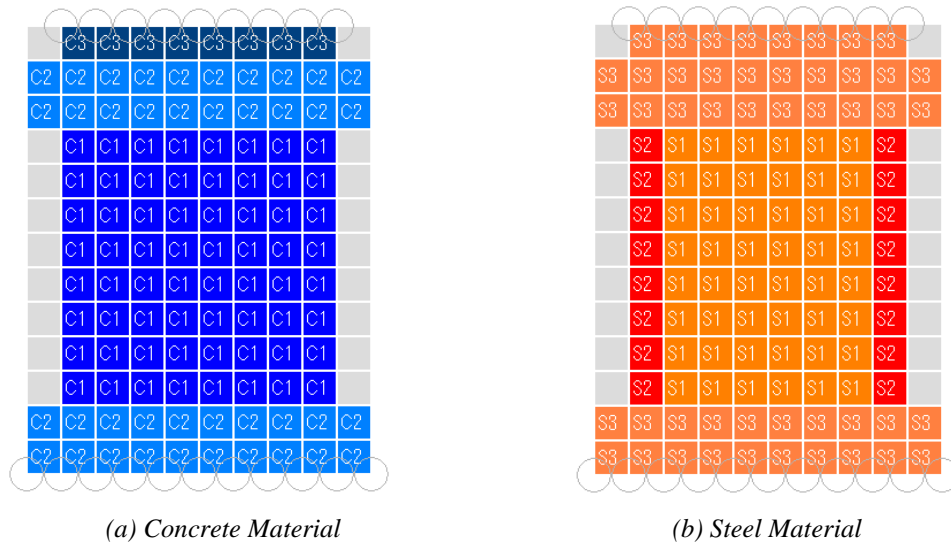 C3 C3 C3 C3 C3 C3 C3 C3
C2 C2 C2 C2 C2 C2 C2 C2 C2 C2
C2 C2 C2 C2 C2 C2 C2 C2 C2 C2
C1 C1 C1 C1 C1 C1 C1 C1
C1 C1 C1 C1 C1 C1 C1 C1
C1 C1 C1 C1 C1 C1 C1 C1
C1 C1 C1 C1 C1 C1 C1 C1
C1 C1 C1 C1 C1 C1 C1 C1
C1 C1 C1 C1 C1 C1 C1 C1
C1 C1 C1 C1 C1 C1 C1 C1
C1 C1 C1 C1 C1 C1 C1 C1
C2 C2 C2 C2 C2 C2 C2 C2 C2 C2
C2 C2 C2 C2 C2 C2 C2 C2 C2 C2
(a) Concrete Material
S3 S3 S3 S3 S3 S3 S3 S3
S3 S3 S3 S3 S3 S3 S3 S3 S3 S3
S3 S3 S3 S3 S3 S3 S3 S3 S3 S3
S2 S1 S1 S1 S1 S1 S1 S2
S2 S1 S1 S1 S1 S1 S1 S2
S2 S1 S1 S1 S1 S1 S1 S2
S2 S1 S1 S1 S1 S1 S1 S2
S2 S1 S1 S1 S1 S1 S1 S2
S2 S1 S1 S1 S1 S1 S1 S2
S2 S1 S1 S1 S1 S1 S1 S2
S2 S1 S1 S1 S1 S1 S1 S2
S3 S3 S3 S3 S3 S3 S3 S3 S3 S3
S3 S3 S3 S3 S3 S3 S3 S3 S3 S3
(b) Steel Material